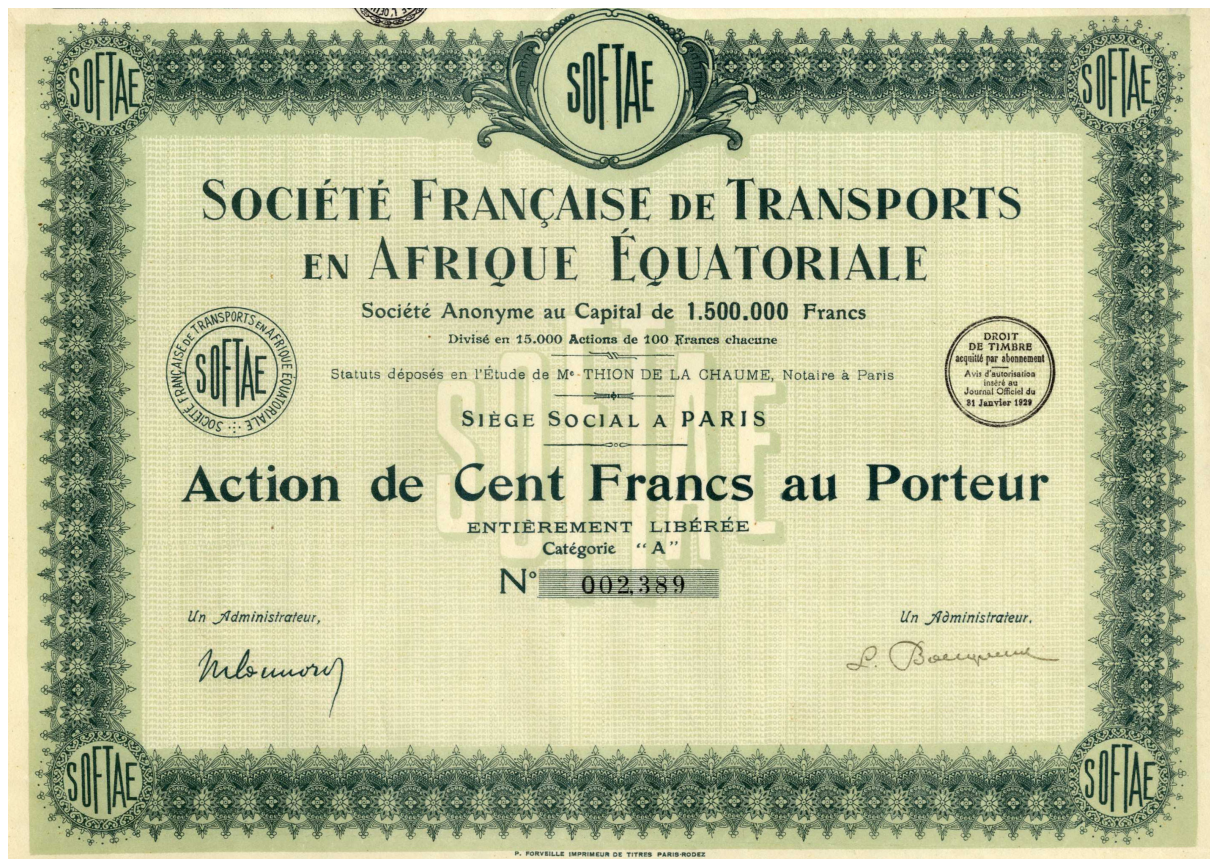 SOFTAE
SOFTAE
SOFTAE
SOCIÉTÉ FRANÇAISE DE TRANSPORTS
EN AFRIQUE ÉQUATORIALE
Société Anonyme au Capital de 1.500.000 Francs
Divisé en 15.000 Actions de 100 Francs chacune
Statuts déposés en l'Étude de Me THION DE LA CHAUME, Notaire à Paris
SIÈGE SOCIAL A PARIS
SOCIÉTÉ FRANÇAISE DE TRANSPORTS EN AFRIQUE ÉQUATORIALE
SOFTAE
DROIT
DE TIMBRE
acquitté par abonnement
Avis d'autorisation
inséré au
Journal Officiel du
31 Janvier 1929
SOFTAE
Action de Cent Francs au Porteur
ENTIÈREMENT LIBÉRÉE
Catégorie "A"
N° 002,389
Un Administrateur,
Un Administrateur.
SOFTAE
SOFTAE
P. FORVEILLE IMPRIMEUR DE TITRES PARIS-RODEZ